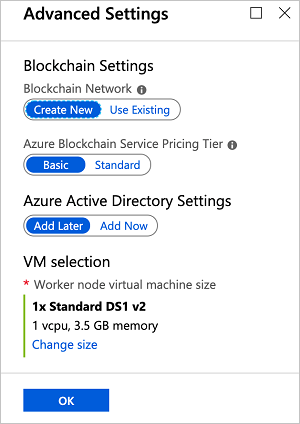 Advanced Settings
Blockchain Settings
Blockchain Network
Create New Use Existing
Azure Blockchain Service Pricing Tier
Basic Standard
Azure Active Directory Settings
Add Later Add Now
VM selection
* Worker node virtual machine size
1x Standard DS1 v2
1 vcpu, 3.5 GB memory
Change size
OK